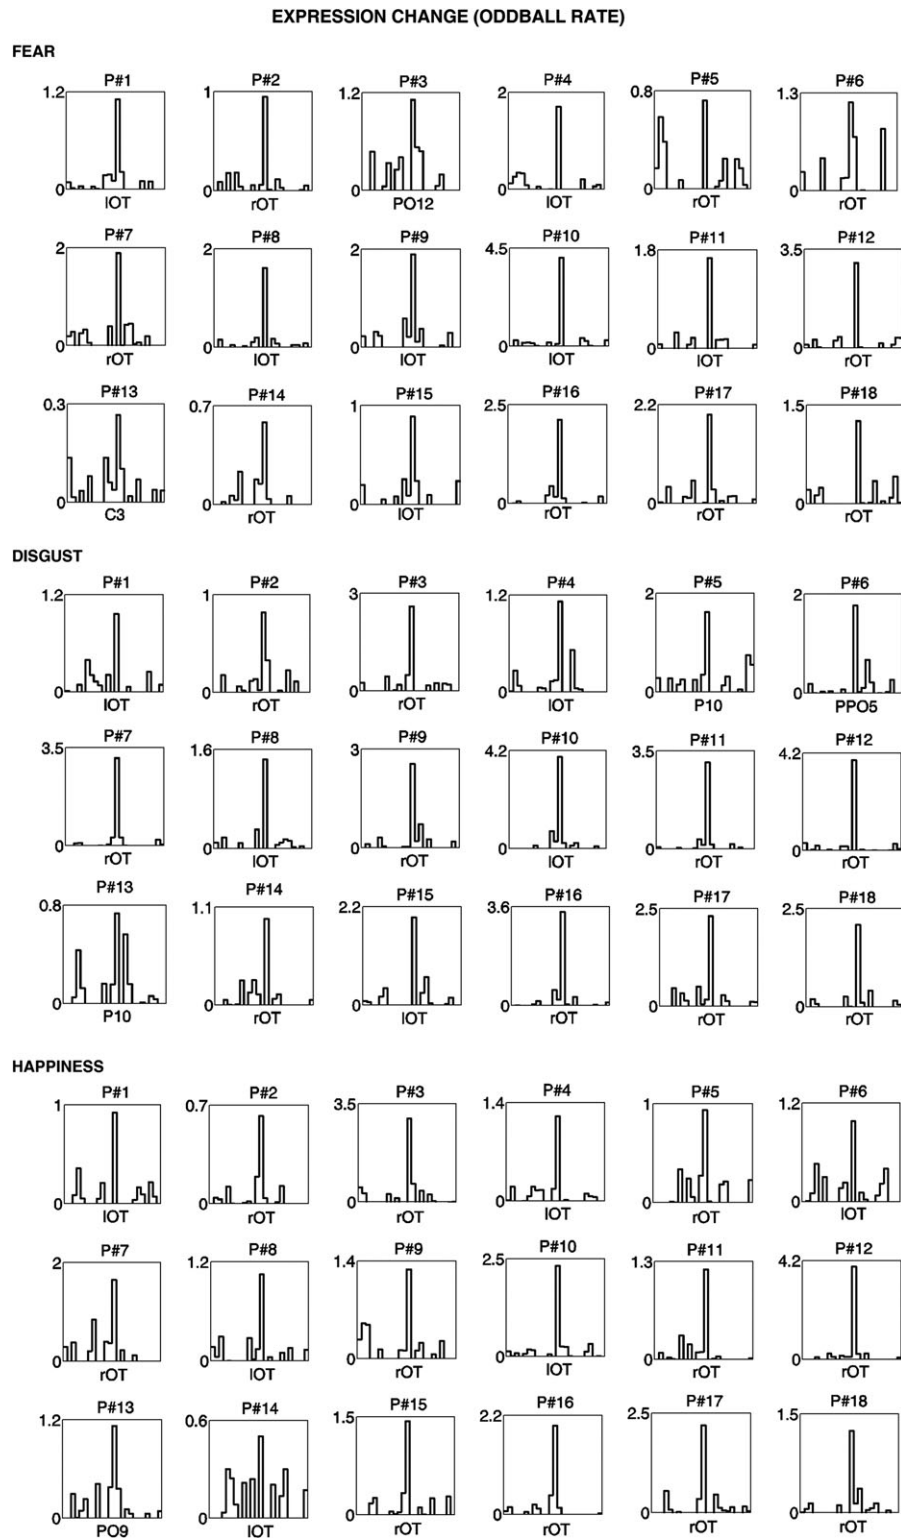 EXPRESSION CHANGE (ODDBALL RATE)
FEAR
P#1 P#2 P#3 P#4 P#5 P#6
1.2 1 1.2 2 0.8 1.3
0 0 0 0 0 0
lOT rOT PO12 lOT rOT rOT
P#7 P#8 P#9 P#10 P#11 P#12
2 2 2 4.5 1.8 3.5
0 0 0 0 0 0
rOT lOT lOT lOT lOT rOT
P#13 P#14 P#15 P#16 P#17 P#18
0.3 0.7 1 2.5 2.2 1.5
0 0 0 0 0 0
C3 rOT lOT rOT rOT rOT
DISGUST
P#1 P#2 P#3 P#4 P#5 P#6
1.2 1 3 1.2 2 2
0 0 0 0 0 0
lOT rOT rOT lOT P10 PPO5
P#7 P#8 P#9 P#10 P#11 P#12
3.5 1.6 3 4.2 3.5 4.2
0 0 0 0 0 0
rOT lOT rOT lOT rOT rOT
P#13 P#14 P#15 P#16 P#17 P#18
0.8 1.1 2.2 3.6 2.5 2.5
0 0 0 0 0 0
P10 rOT lOT rOT rOT rOT
HAPPINESS
P#1 P#2 P#3 P#4 P#5 P#6
1 0.7 3.5 1.4 1 1.2
0 0 0 0 0 0
lOT rOT rOT lOT rOT lOT
P#7 P#8 P#9 P#10 P#11 P#12
2 1.2 1.4 2.5 1.3 4.2
0 0 0 0 0 0
rOT lOT rOT lOT rOT rOT
P#13 P#14 P#15 P#16 P#17 P#18
1.2 0.6 1.5 2.2 2.5 1.5
0 0 0 0 0 0
PO9 lOT rOT rOT rOT rOT